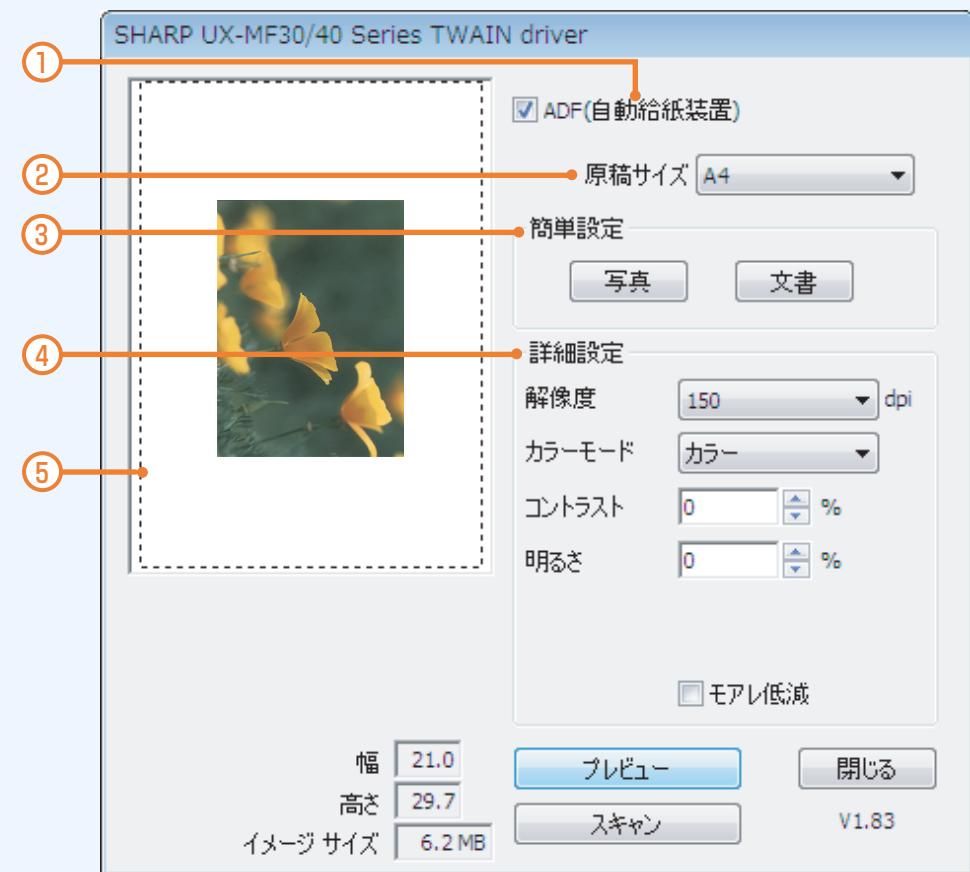 SHARP UX-MF30/40 Series TWAIN driver
①
ADF(自動給紙装置)
②
原稿サイズ A4
③
簡単設定
写真 文書
④
詳細設定
解像度 150 dpi
カラーモード カラー
⑤
コントラスト 0 %
明るさ 0 %
モアレ低減
幅 21.0
高さ 29.7
イメージ サイズ 6.2MB
プレビュー 閉じる
スキャン V1.83